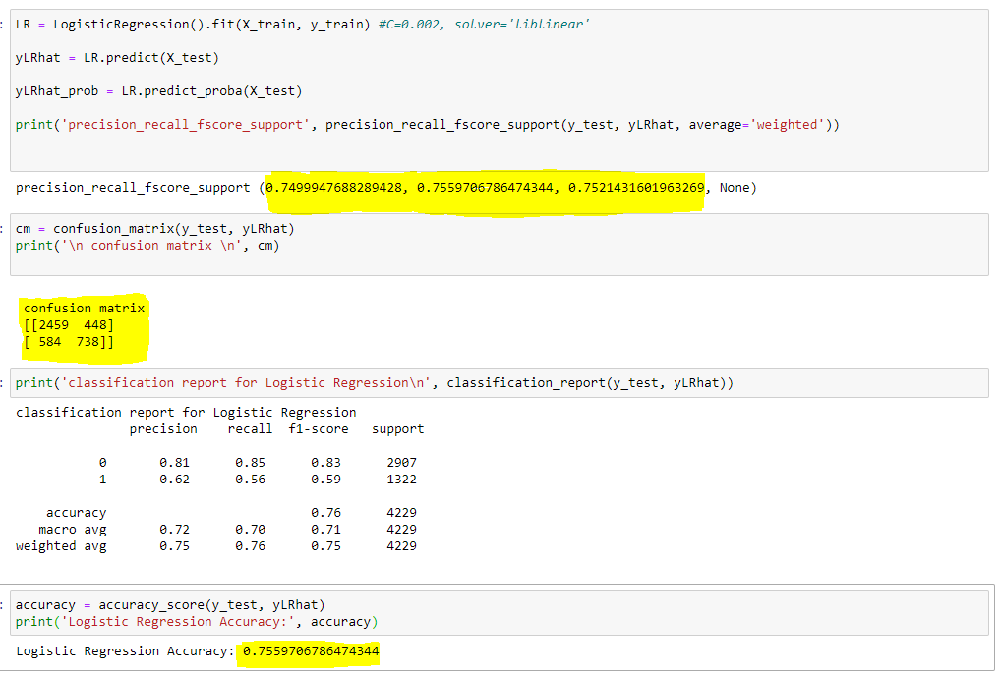 : LR = LogisticRegression().fit(X_train, y_train) #C=0.002, solver='liblinear'
yLRhat = LR.predict(X_test)
yLRhat_prob = LR.predict_proba(X_test)
print('precision_recall_fscore_support', precision_recall_fscore_support(y_test, yLRhat, average='weighted'))
precision_recall_fscore_support (0.7499947688289428, 0.7559706786474344, 0.7521431601963269, None)
: cm = confusion_matrix(y_test, yLRhat)
print('\n confusion matrix \n', cm)
confusion matrix
[[2459 448]
[ 584 738]]
: print('classification report for Logistic Regression\n', classification_report(y_test, yLRhat))
classification report for Logistic Regression
precision recall f1-score support
0 0.81 0.85 0.83 2907
1 0.62 0.56 0.59 1322
accuracy 0.76 4229
macro avg 0.72 0.70 0.71 4229
weighted avg 0.75 0.76 0.75 4229
: accuracy = accuracy_score(y_test, yLRhat)
print('Logistic Regression Accuracy:', accuracy)
Logistic Regression Accuracy: 0.7559706786474344